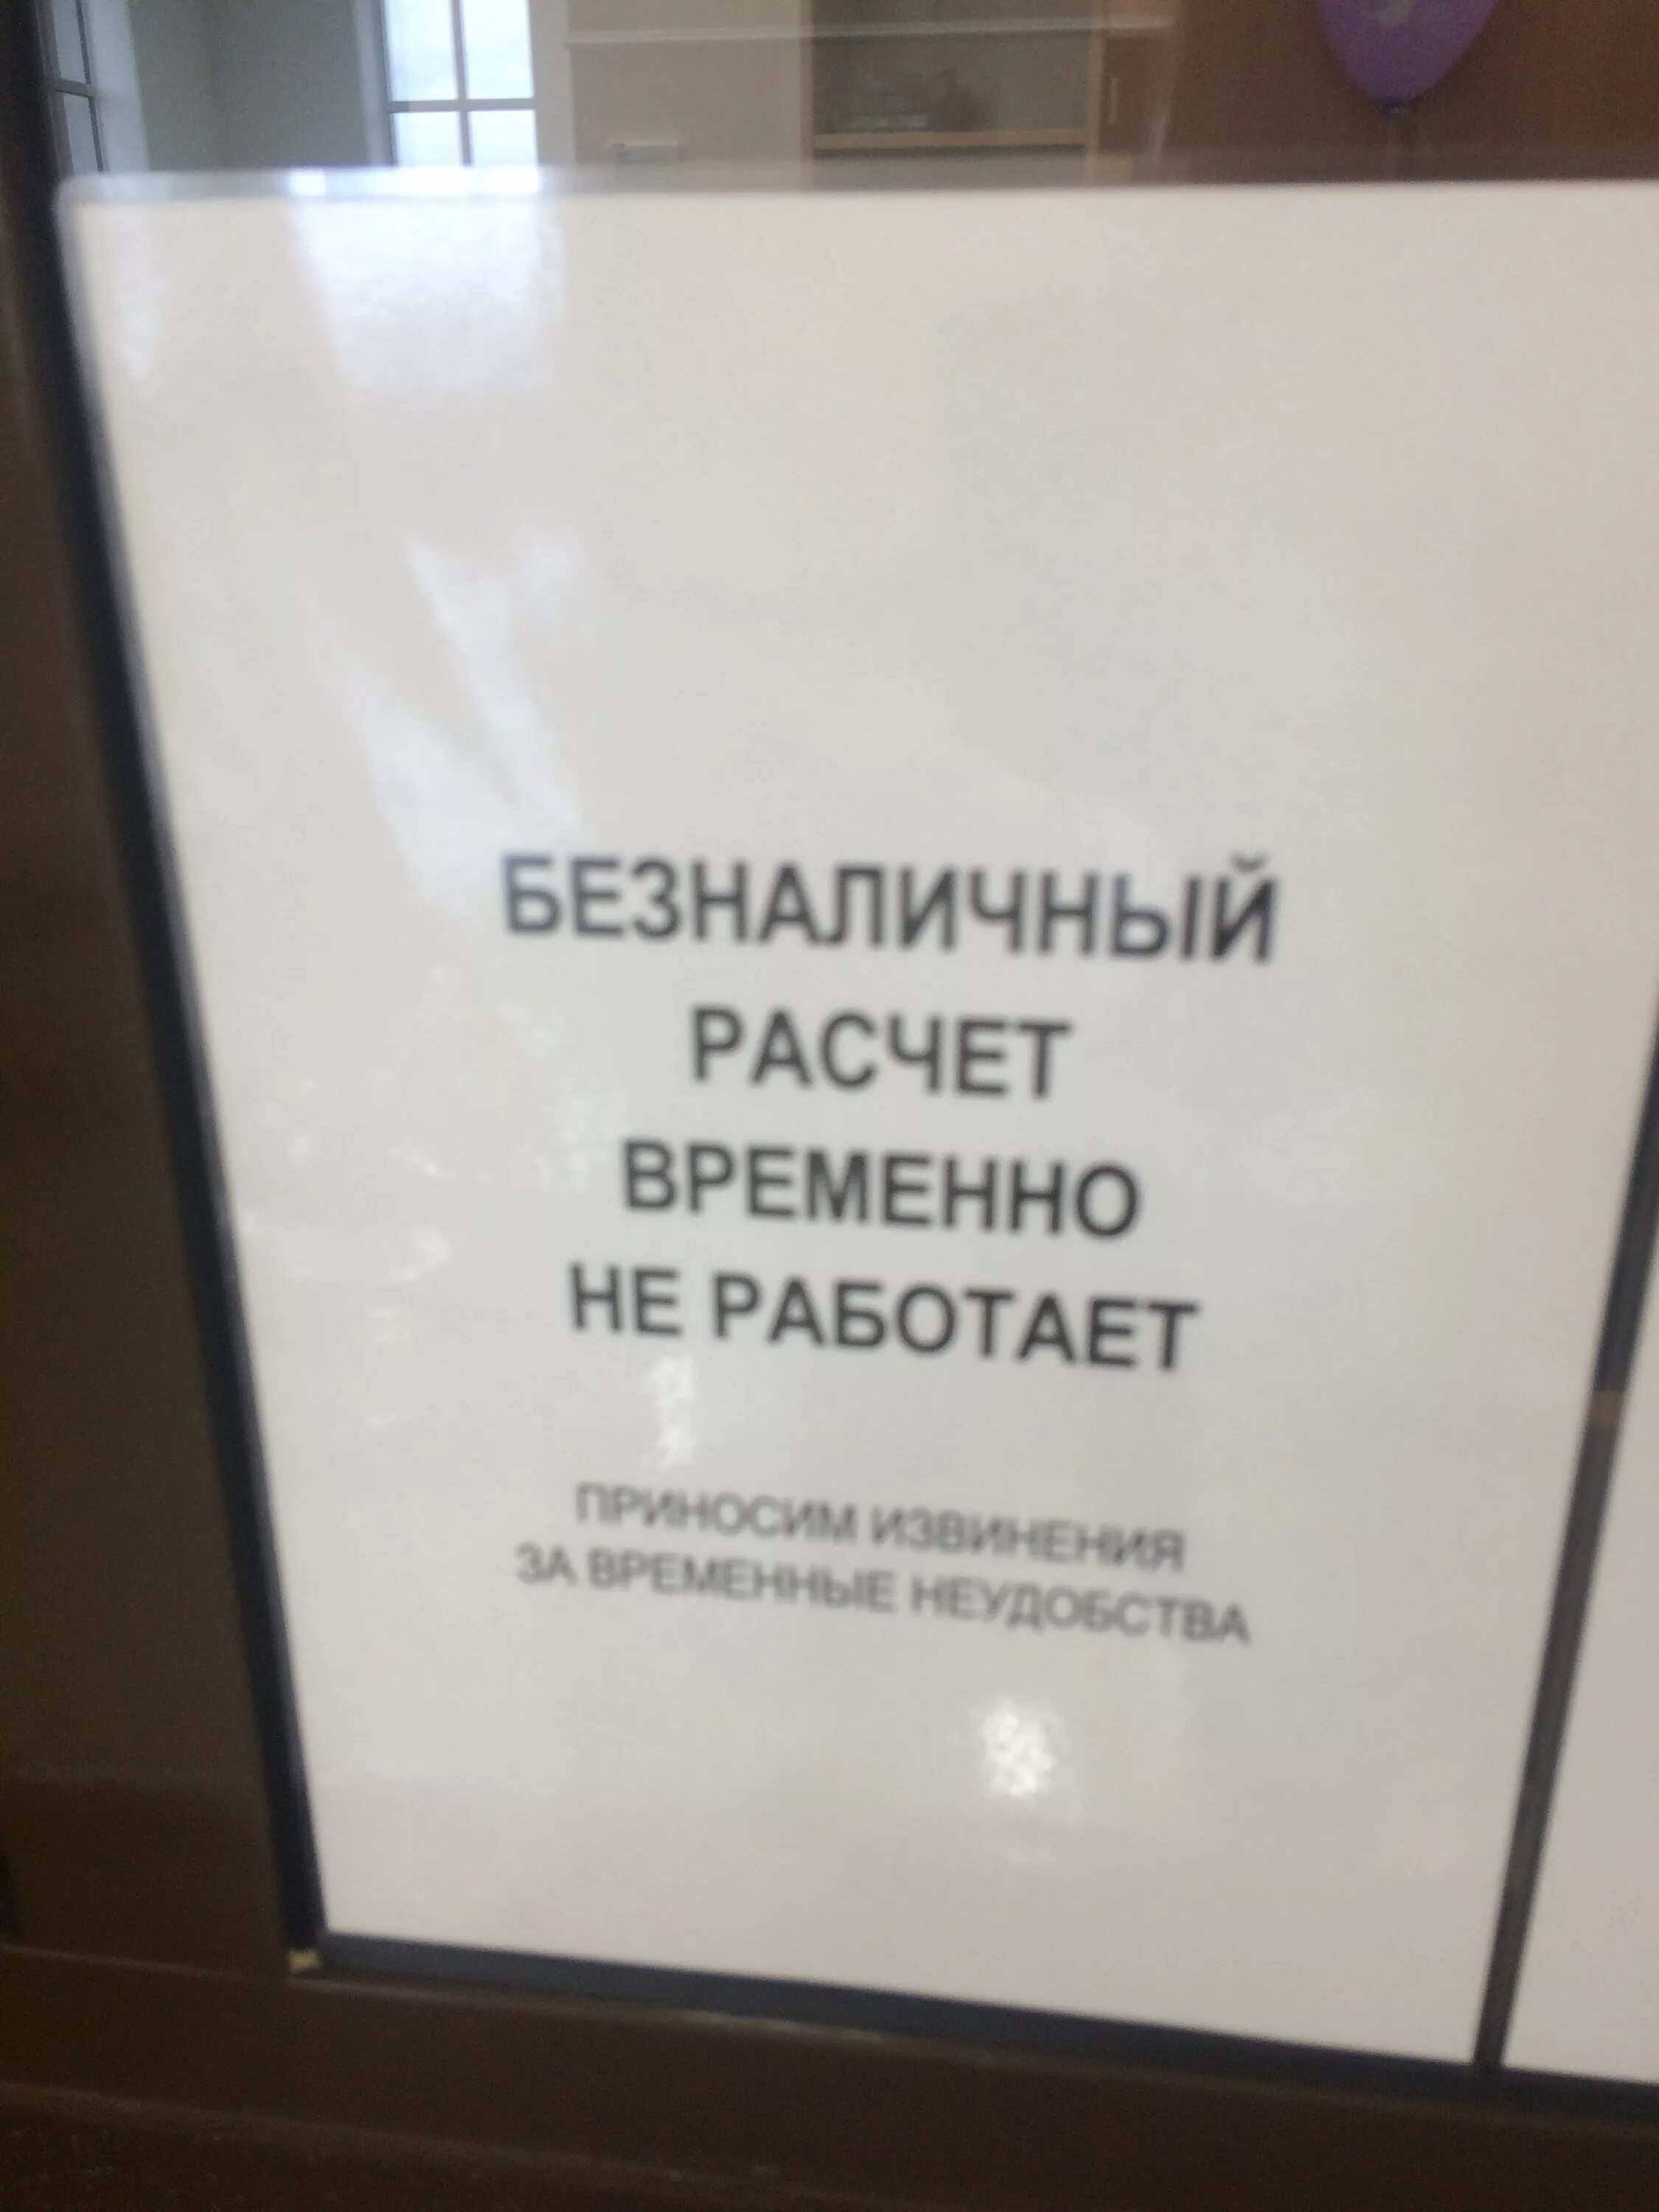 БЕЗНАЛИЧНЫЙ
РАСЧЕТ
ВРЕМЕННО
НЕ РАБОТАЕТ
ПРИНОСИМ ИЗВИНЕНИЯ
ЗА ВРЕМЕННЫЕ НЕУДОБСТВА